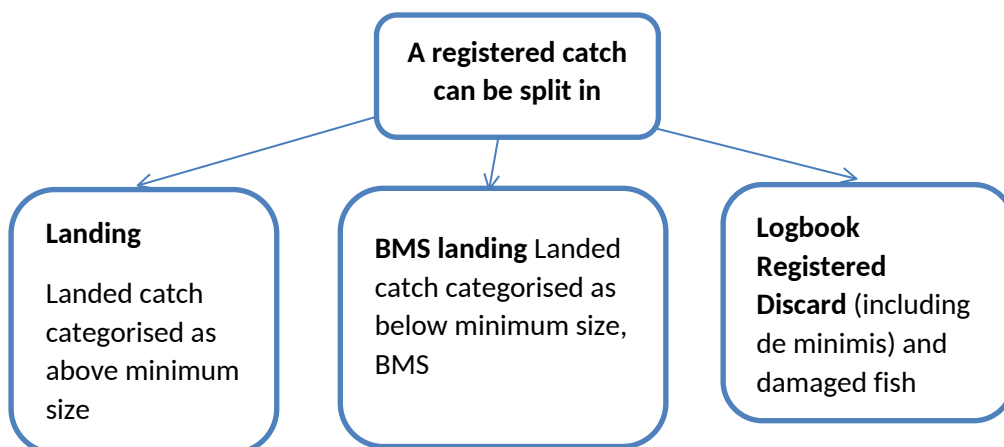 A registered catch
can be split in
Landing
Landed catch
categorised as
above minimum
size
BMS landing Landed
catch categorised as
below minimum size,
BMS
Logbook
Registered
Discard (including
de minimis) and
damaged fish